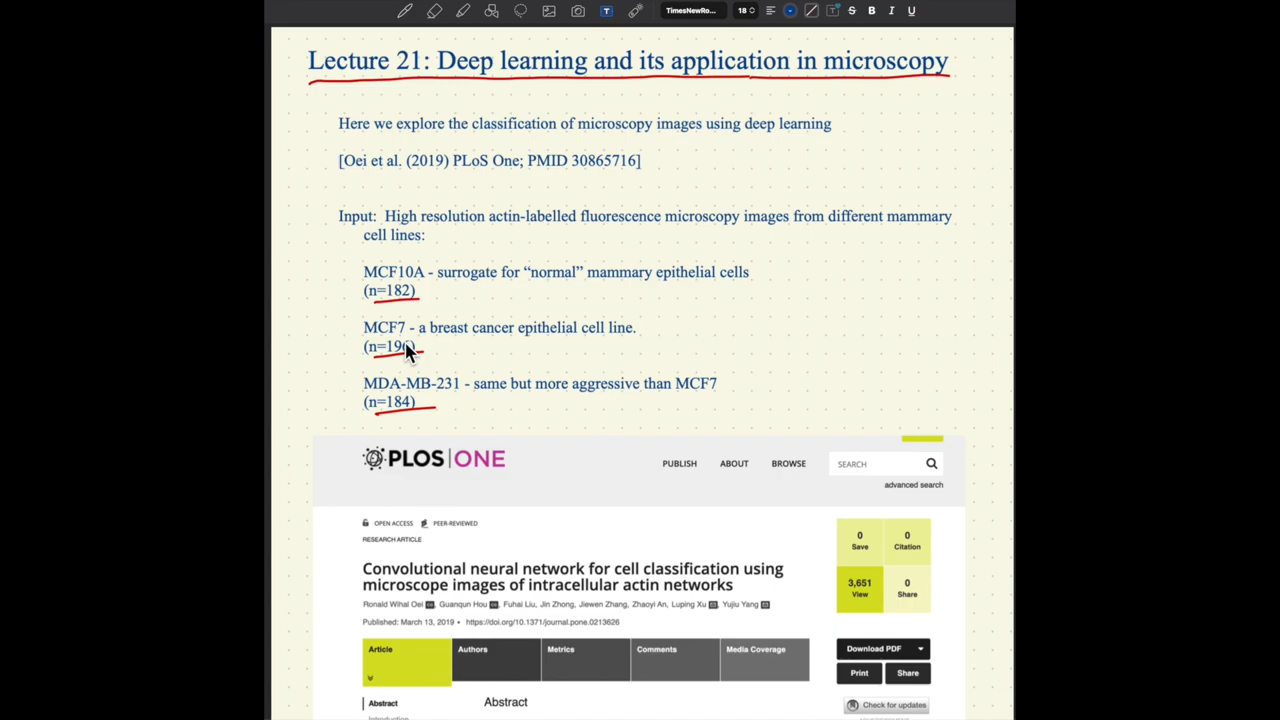 TimesNewRo... 18 T S B I U
Lecture 21: Deep learning and its application in microscopy
Here we explore the classification of microscopy images using deep learning
[Oei et al. (2019) PLoS One; PMID 30865716]
Input: High resolution actin-labelled fluorescence microscopy images from different mammary
cell lines:
MCF10A - surrogate for “normal” mammary epithelial cells
(n=182)
MCF7 - a breast cancer epithelial cell line.
(n=196)
MDA-MB-231 - same but more aggressive than MCF7
(n=184)
PLOS ONE
PUBLISH ABOUT BROWSE SEARCH
advanced search
OPEN ACCESS PEER-REVIEWED
RESEARCH ARTICLE
0 0
Save Citation
3,651 0
View Share
Convolutional neural network for cell classification using
microscope images of intracellular actin networks
Ronald Wihal Oei, Guanqun Hou, Fuhai Liu, Jin Zhong, Jiewen Zhang, Zhaoyi An, Luping Xu, Yujiu Yang
Published: March 13, 2019 • https://doi.org/10.1371/journal.pone.0213626
Article Authors Metrics Comments Media Coverage
Download PDF
Print Share
Check for updates
Abstract Abstract
Introduction